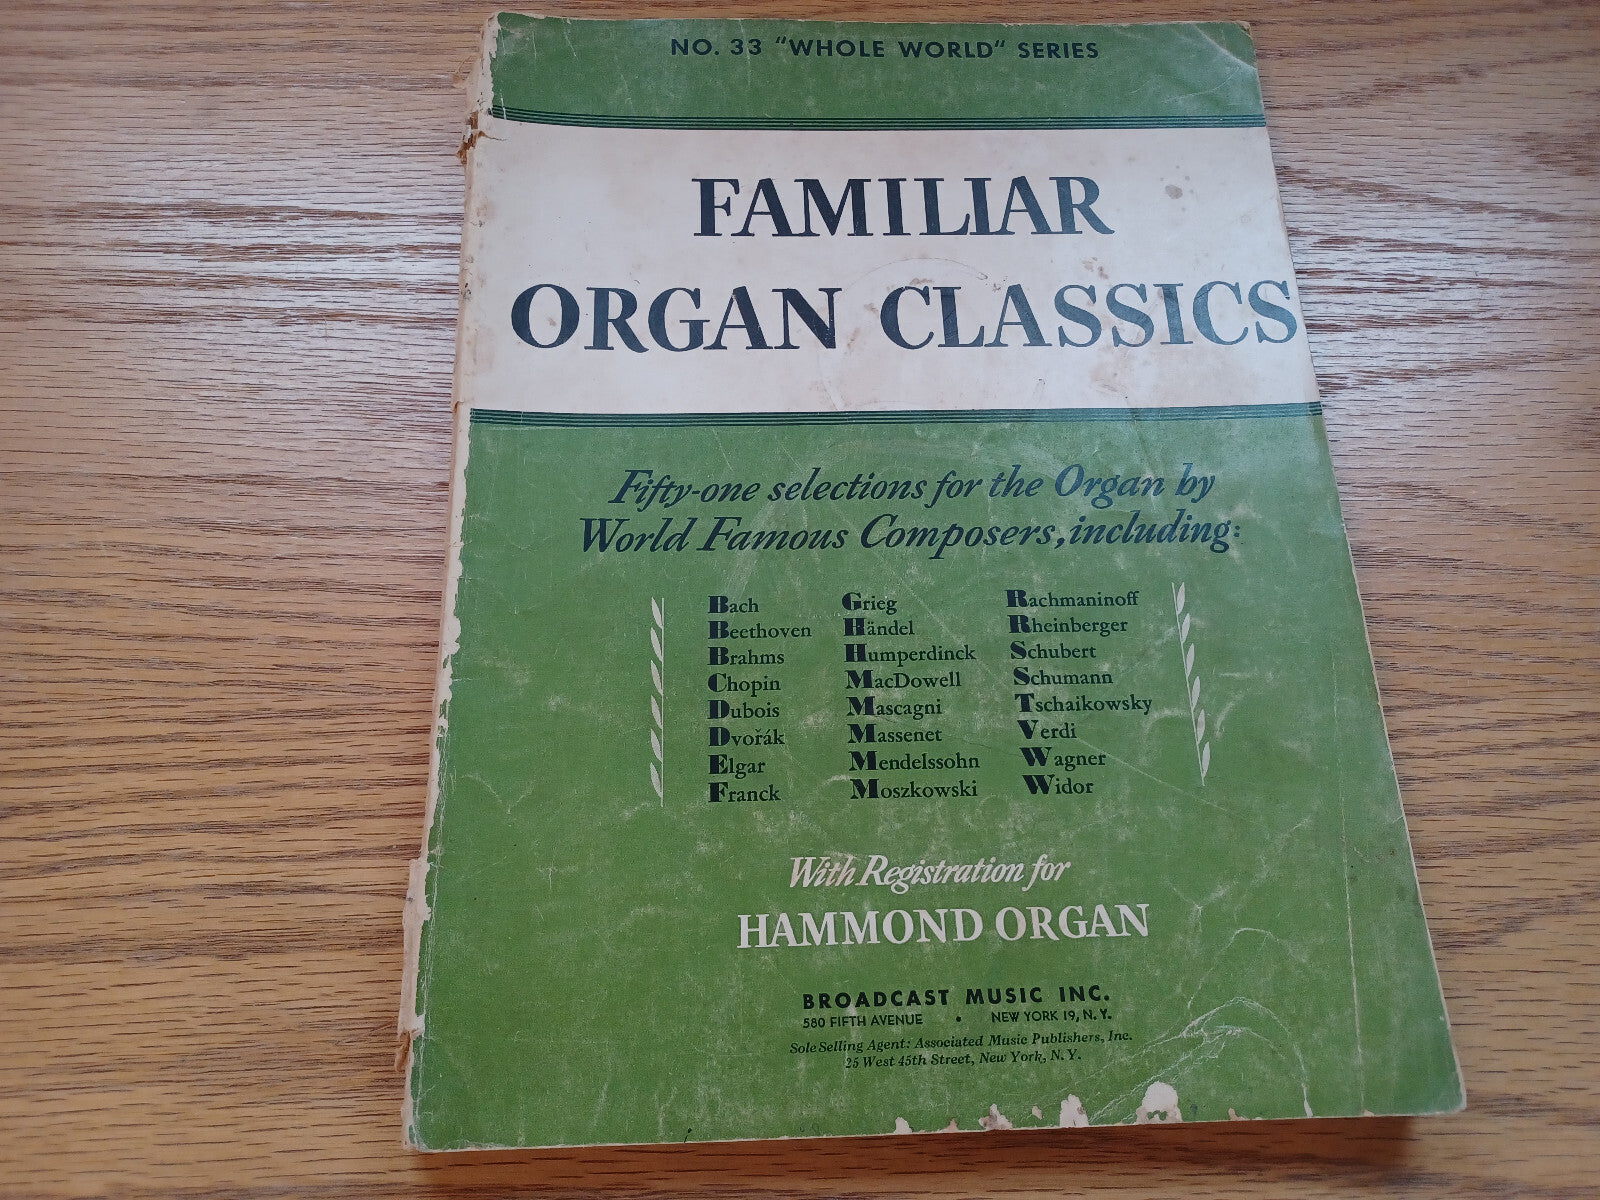 NO. 33 "WHOLE WORLD" SERIES
FAMILIAR
ORGAN CLASSICS
Fifty-one selections for the Organ by
World Famous Composers, including:
Bach
Beethoven
Brahms
Chopin
Dubois
Dvořák
Elgar
Franck
Grieg
Händel
Humperdinck
MacDowell
Mascagni
Massenet
Mendelssohn
Moszkowski
Rachmaninoff
Rheinberger
Schubert
Schumann
Tschaikowsky
Verdi
Wagner
Widor
With Registration for
HAMMOND ORGAN
BROADCAST MUSIC INC.
580 FIFTH AVENUE • NEW YORK 19, N. Y.
Sole Selling Agent: Associated Music Publishers, Inc.
25 West 45th Street, New York, N. Y.